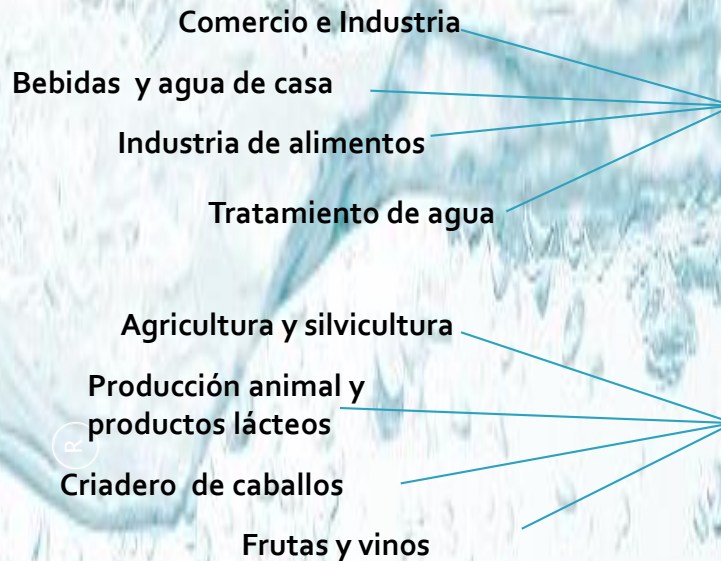 Comercio e Industria
Bebidas y agua de casa
Industria de alimentos
Tratamiento de agua
Agricultura y silvicultura
Producción animal y
productos lácteos
R
Criadero de caballos
Frutas y vinos